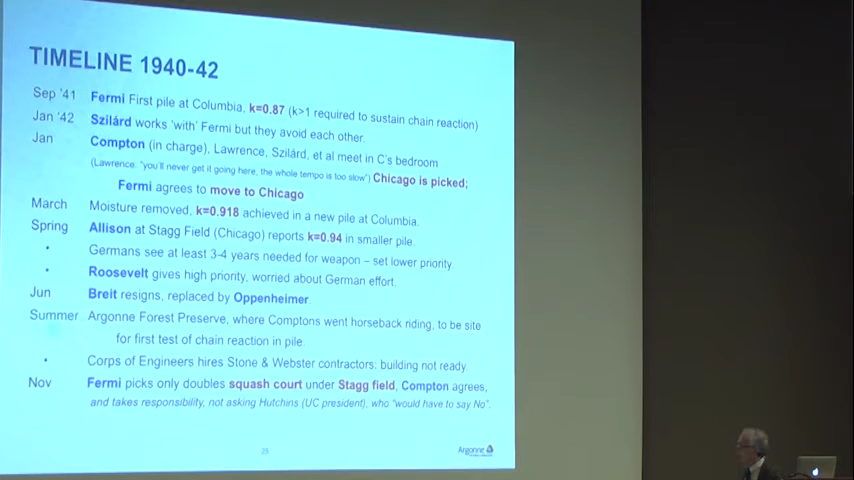 TIMELINE 1940-42
Sep '41 Fermi First pile at Columbia, k=0.87 (k>1 required to sustain chain reaction)
Jan '42 Szilárd works 'with' Fermi but they avoid each other.
Jan Compton (in charge), Lawrence, Szilárd, et al meet in C's bedroom
(Lawrence: "you'll never get it going here, the whole tempo is too slow") Chicago is picked;
Fermi agrees to move to Chicago
March Moisture removed, k=0.918 achieved in a new pile at Columbia.
Spring Allison at Stagg Field (Chicago) reports k=0.94 in smaller pile.
• Germans see at least 3-4 years needed for weapon – set lower priority.
• Roosevelt gives high priority, worried about German effort.
Jun Breit resigns, replaced by Oppenheimer.
Summer Argonne Forest Preserve, where Comptons went horseback riding, to be site
for first test of chain reaction in pile.
• Corps of Engineers hires Stone & Webster contractors: building not ready.
Nov Fermi picks only doubles squash court under Stagg field, Compton agrees,
and takes responsibility, not asking Hutchins (UC president), who "would have to say No".
Argonne